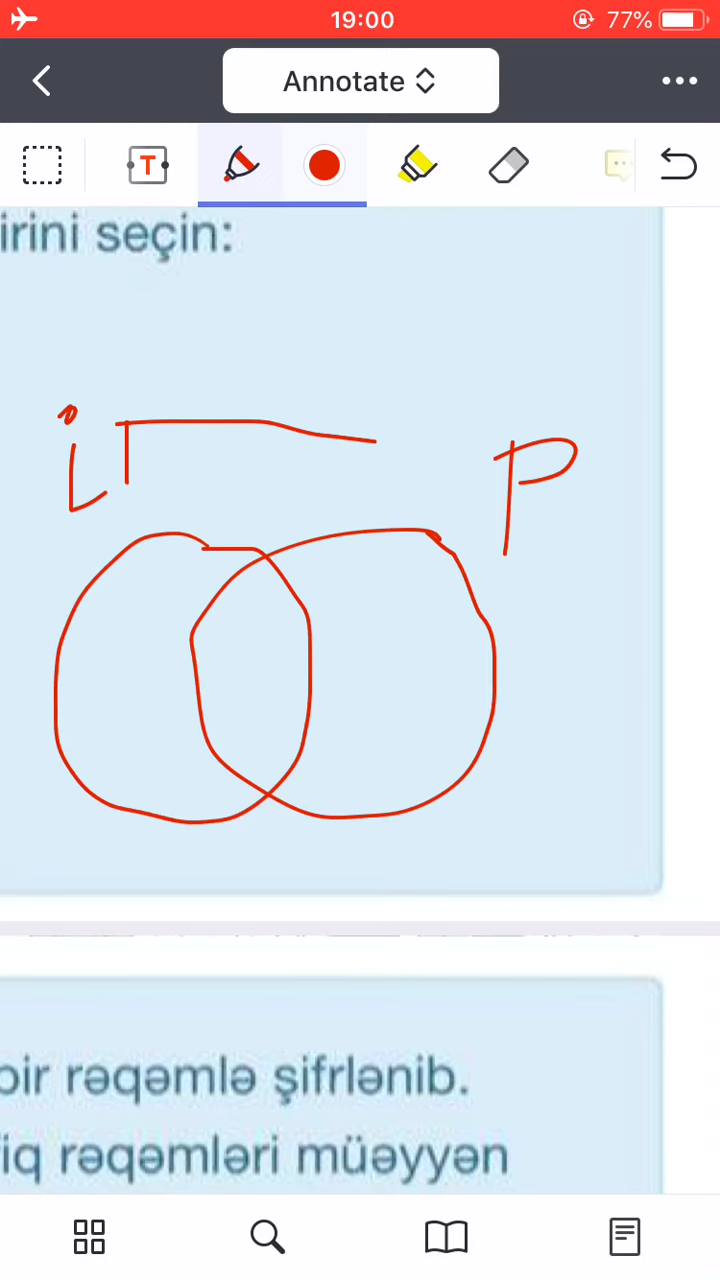 19:00
77%
Annotate
T
irini seçin:
i
P
bir rəqəmlə şifrlənib.
iq rəqəmləri müəyyən